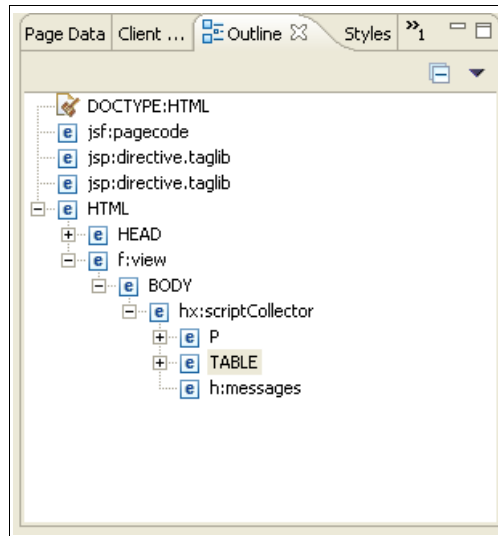 Page Data Client ... Outline Styles »1
DOCTYPE:HTML
e jsf:pagecode
e jsp:directive.taglib
e jsp:directive.taglib
e HTML
e HEAD
e f:view
e BODY
e hx:scriptCollector
e P
e TABLE
e h:messages